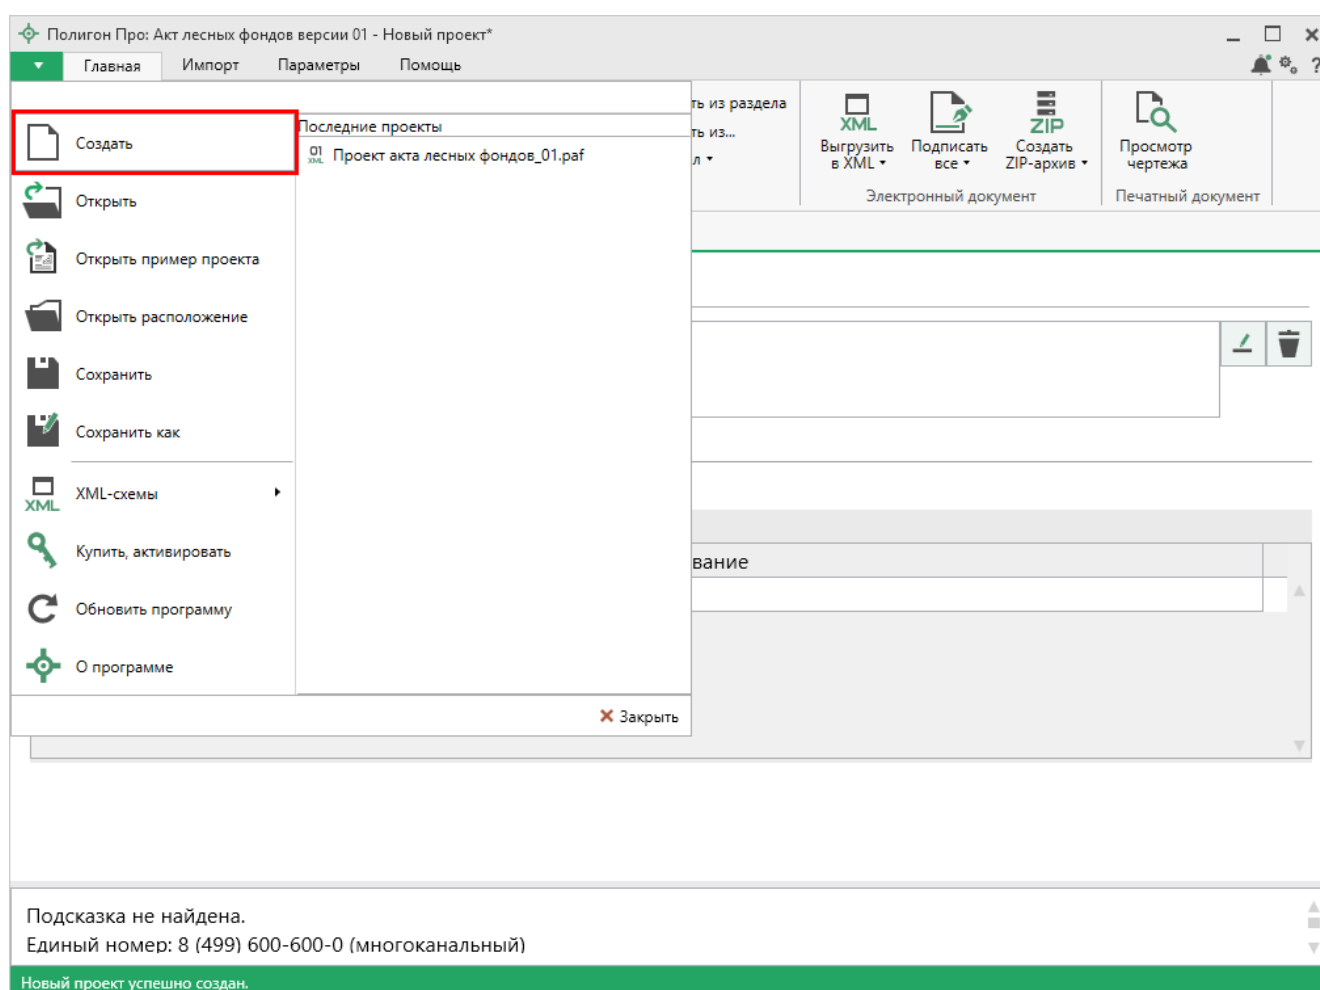 Полигон Про: Акт лесных фондов версии 01 - Новый проект*
Главная Импорт Параметры Помощь
?
Создать
Открыть
Открыть пример проекта
Открыть расположение
Сохранить
Сохранить как
XML
XML-схемы
Купить, активировать
Обновить программу
О программе
Последние проекты
01
XML
Проект акта лесных фондов_01.paf
Закрыть
ть из раздела
ть из...
л
XML
Выгрузить
в XML
Подписать
все
ZIP
Создать
ZIP-архив
Электронный документ
Просмотр
чертежа
Печатный документ
вание
Подсказка не найдена.
Единый номер: 8 (499) 600-600-0 (многоканальный)
Новый проект успешно создан.